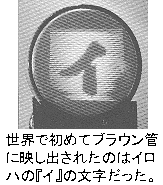 イ
世界で初めてブラウン管
に映し出されたのはイロ
ハの『イ』の文字だった。